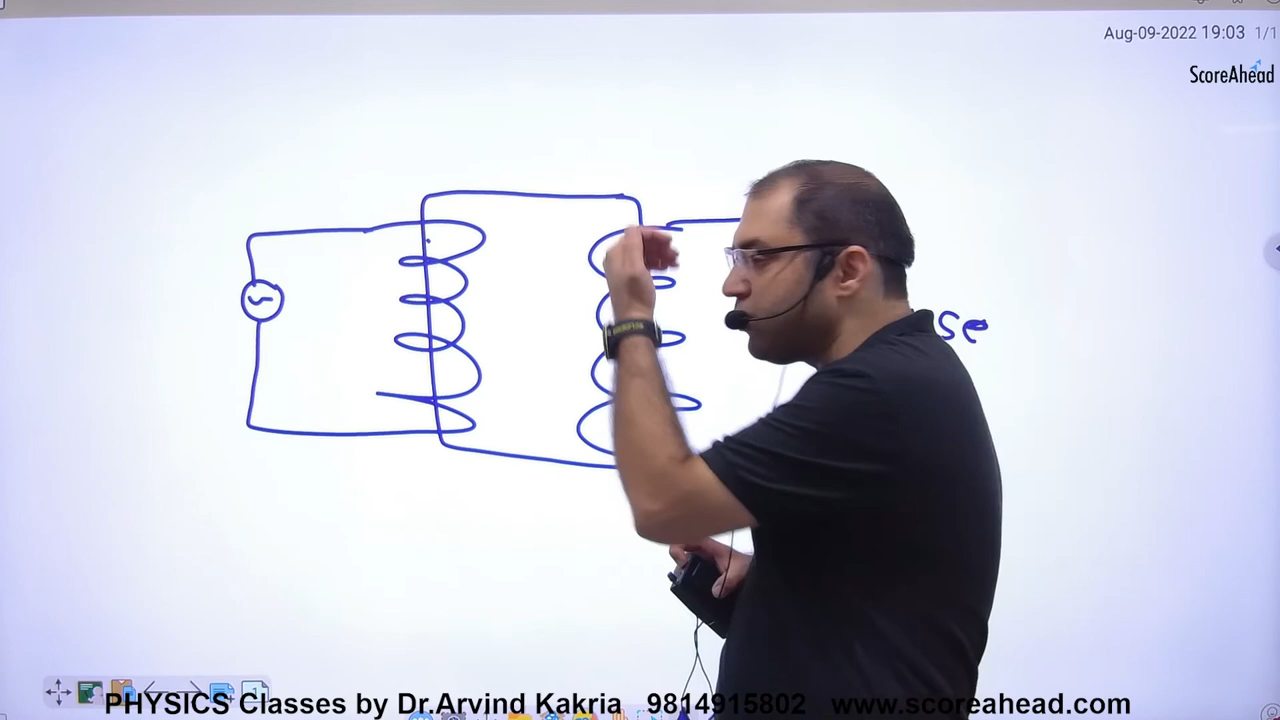 Aug-09-2022 19:03 1/1
ScoreAhead
se
PHYSICS Classes by Dr.Arvind Kakria 9814915802 www.scoreahead.com